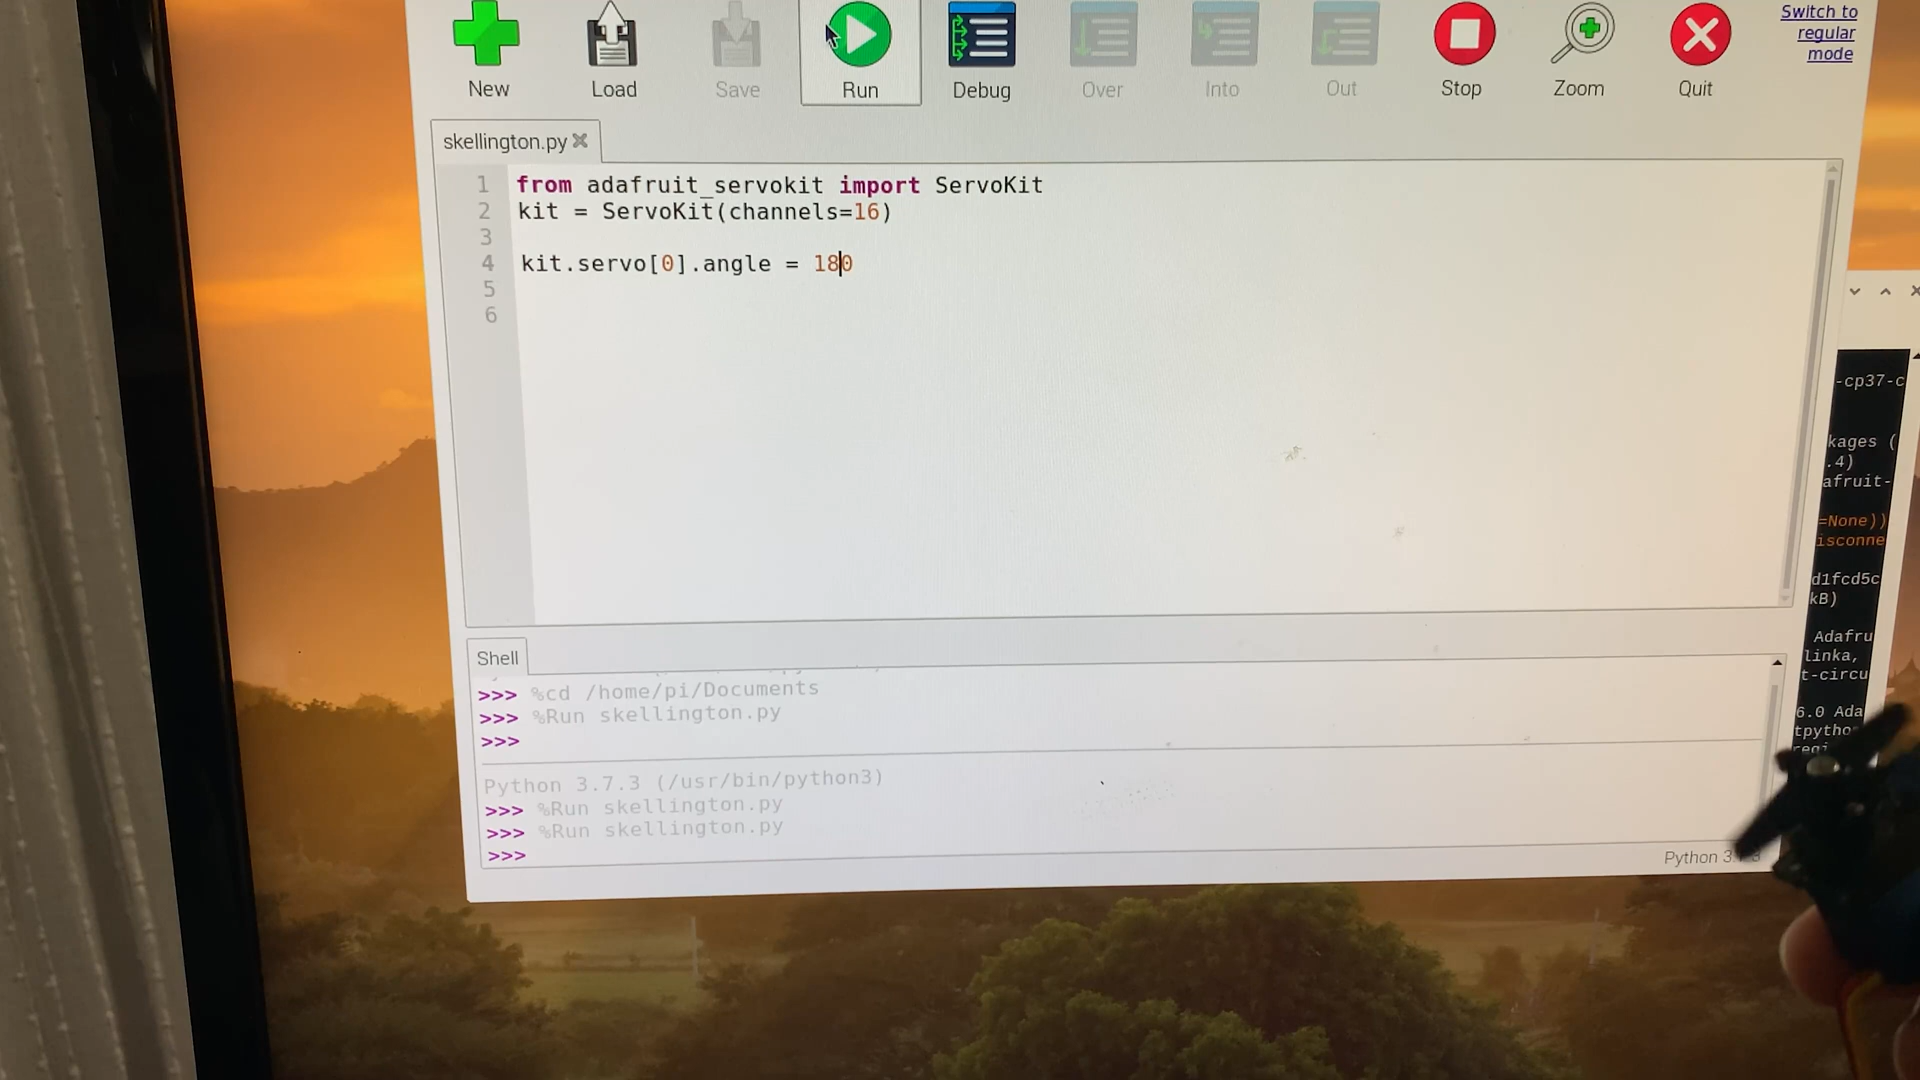 New
Load
Save
Run
Debug
Over
Into
Out
Stop
Zoom
Quit
Switch to
regular
mode
skellington.py
1 from adafruit_servokit import ServoKit
2 kit = ServoKit(channels=16)
3
4 kit.servo[0].angle = 180
5
6
Shell
>>> %cd /home/pi/Documents
>>> %Run skellington.py
>>>
Python 3.7.3 (/usr/bin/python3)
>>> %Run skellington.py
>>> %Run skellington.py
>>>
Python 3.
-cp37-c
kages (
.4)
afruit-
=None))
isconne
d1fcd5c
kB)
Adafru
linka,
t-circu
6.0 Ada
tpytho